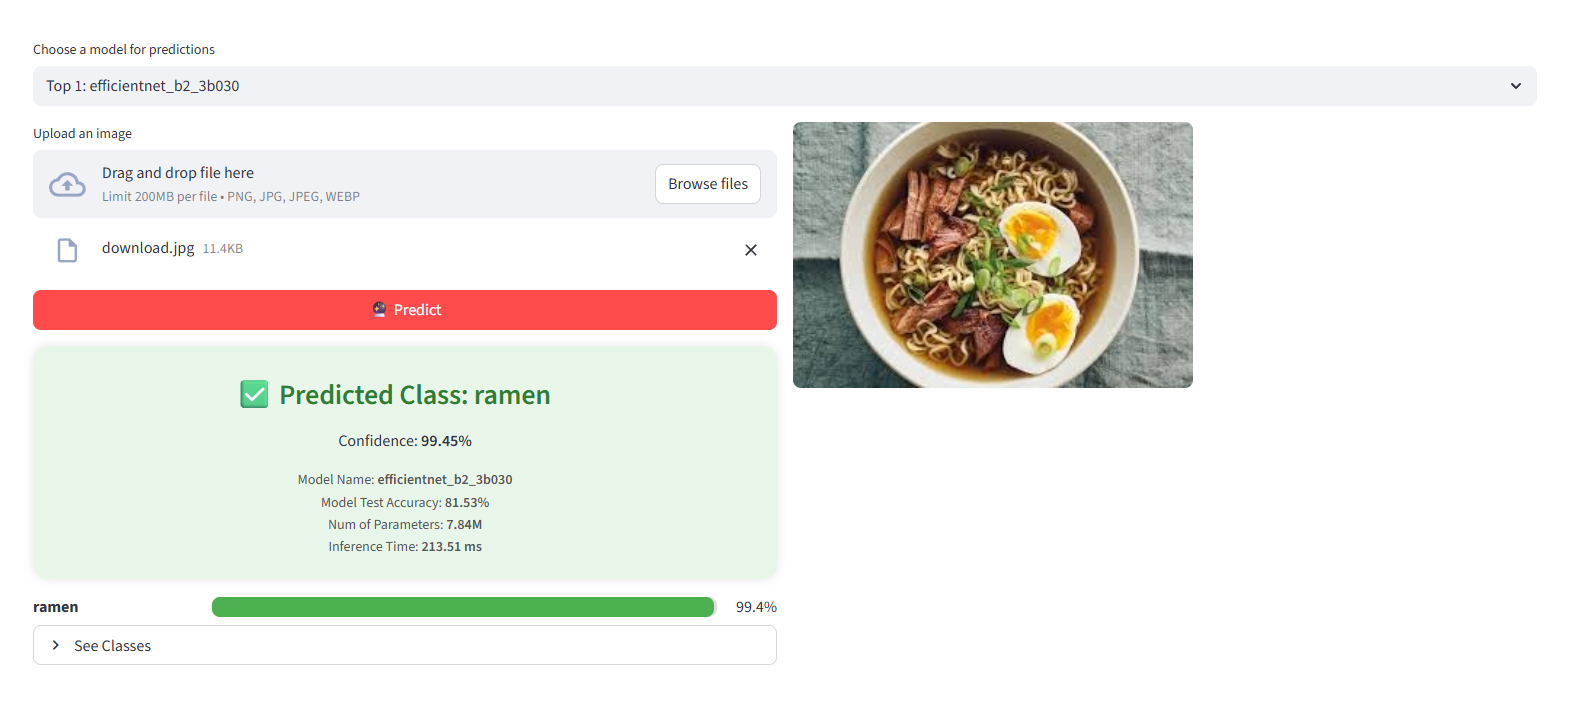 Choose a model for predictions
Top 1: efficientnet_b2_3b030
Upload an image
Drag and drop file here
Limit 200MB per file • PNG, JPG, JPEG, WEBP
Browse files
download.jpg 11.4KB
Predict
Predicted Class: ramen
Confidence: 99.45%
Model Name: efficientnet_b2_3b030
Model Test Accuracy: 81.53%
Num of Parameters: 7.84M
Inference Time: 213.51 ms
ramen 99.4%
See Classes